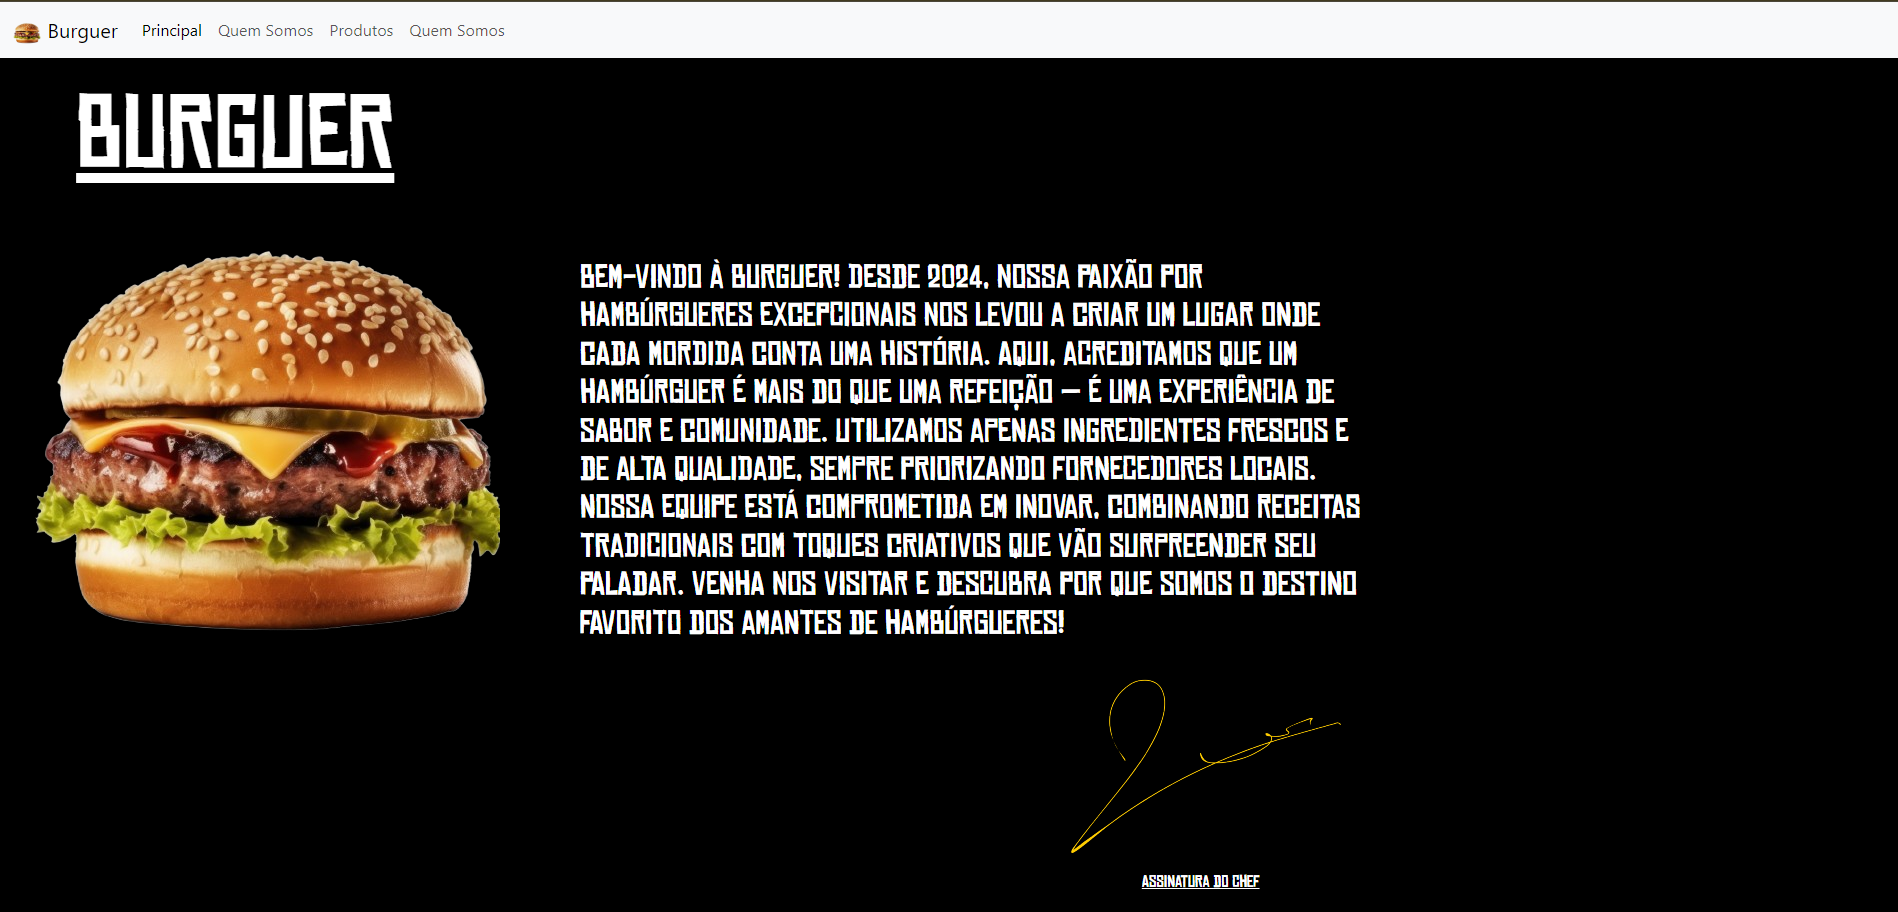 Burguer Principal Quem Somos Produtos Quem Somos
BURGUER
BEM-VINDO À BURGUER! DESDE 2024, NOSSA PAIXÃO POR
HAMBÚRGUERES EXCEPCIONAIS NOS LEVOU A CRIAR UM LUGAR ONDE
CADA MORDIDA CONTA UMA HISTÓRIA. AQUI, ACREDITAMOS QUE UM
HAMBÚRGUER É MAIS DO QUE UMA REFEIÇÃO — É UMA EXPERIÊNCIA DE
SABOR E COMUNIDADE. UTILIZAMOS APENAS INGREDIENTES FRESCOS E
DE ALTA QUALIDADE, SEMPRE PRIORIZANDO FORNECEDORES LOCAIS.
NOSSA EQUIPE ESTÁ COMPROMETIDA EM INOVAR, COMBINANDO RECEITAS
TRADICIONAIS COM TOQUES CRIATIVOS QUE VÃO SURPREENDER SEU
PALADAR. VENHA NOS VISITAR E DESCUBRA POR QUE SOMOS O DESTINO
FAVORITO DOS AMANTES DE HAMBÚRGUERES!
ASSINATURA DO CHEF